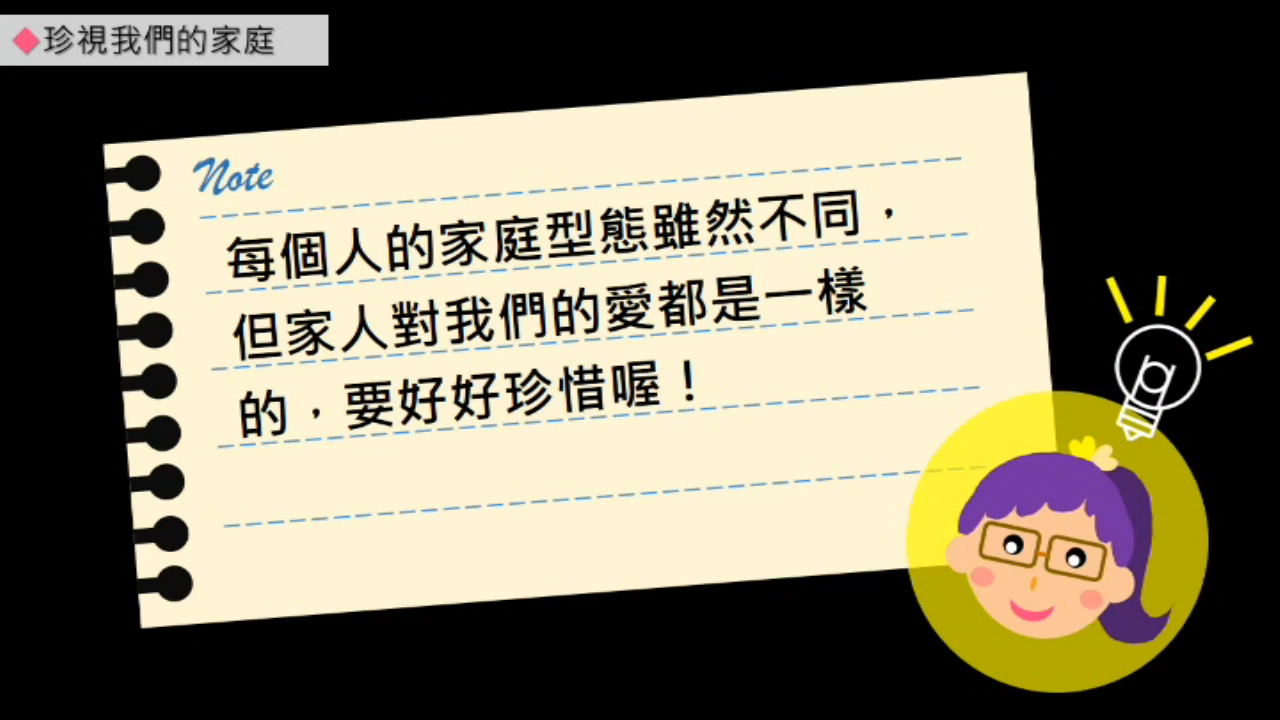 ◆珍視我們的家庭
Note
每個人的家庭型態雖然不同，
但家人對我們的愛都是一樣
的，要好好珍惜喔！